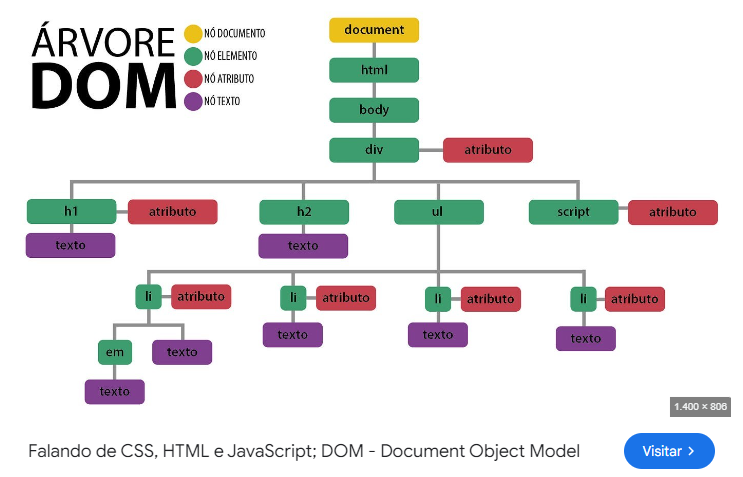 ÁRVORE
DOM
NÓ DOCUMENTO
NÓ ELEMENTO
NÓ ATRIBUTO
NÓ TEXTO
document
html
body
div atributo
h1 atributo h2 ul script atributo
texto texto
li atributo li atributo li atributo li atributo
texto texto texto
em texto
texto
1.400 × 806
Falando de CSS, HTML e JavaScript; DOM - Document Object Model
Visitar >